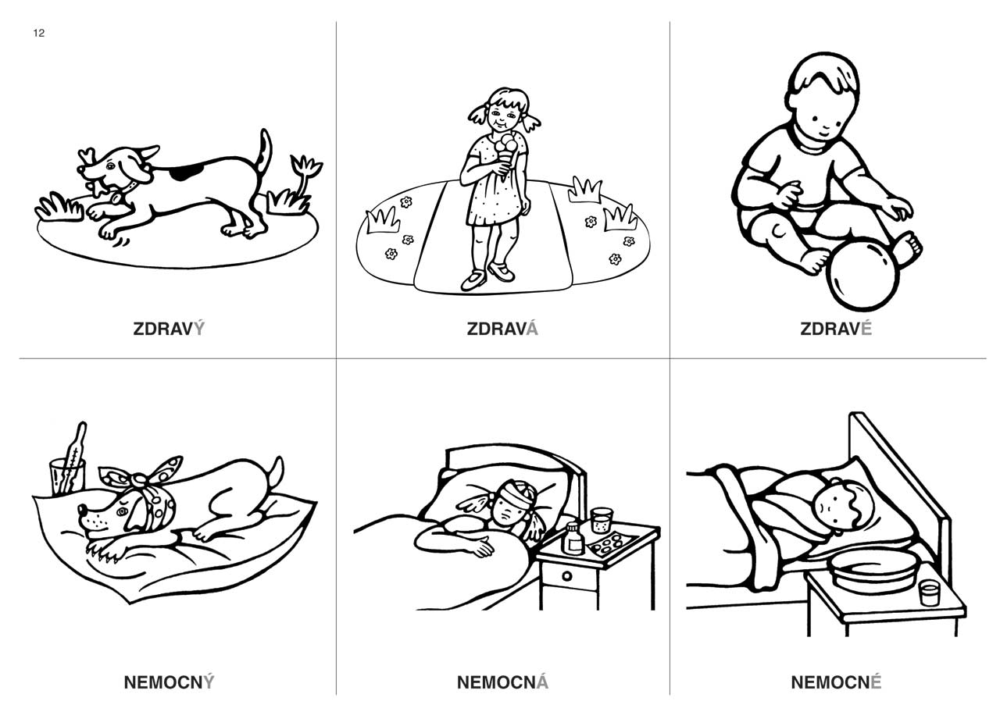 12
ZDRAVÝ
ZDRAVÁ
ZDRAVÉ
NEMOCNÝ
NEMOCNÁ
NEMOCNÉ